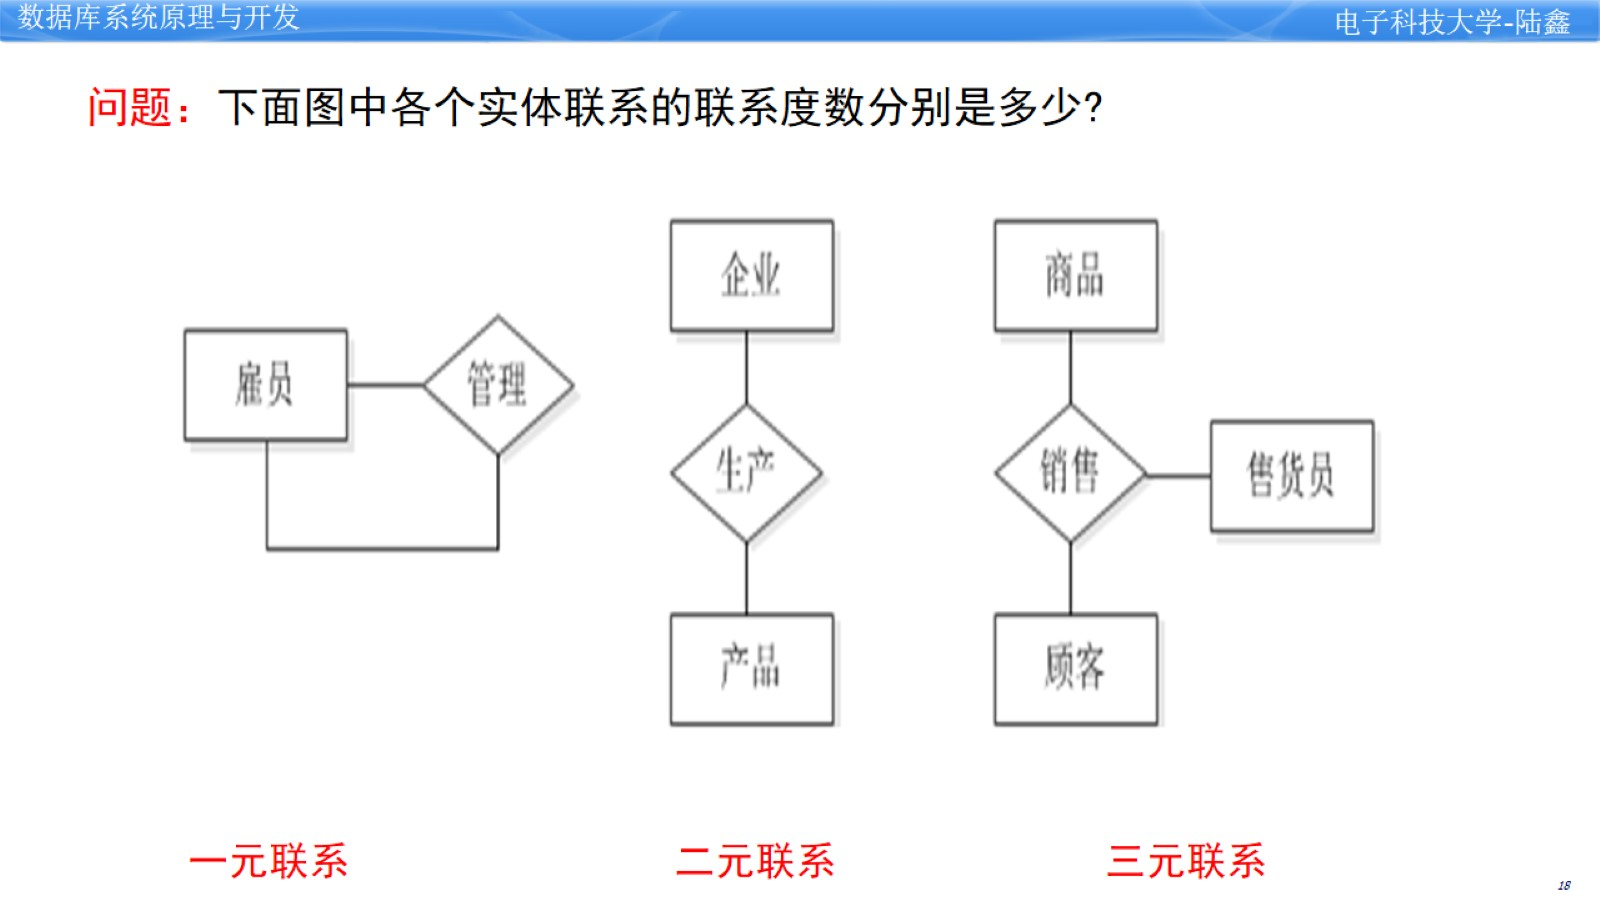 数据库系统原理与开发
电子科技大学-陆鑫
问题：下面图中各个实体联系的联系度数分别是多少?
雇员
管理
企业
生产
产品
商品
销售
售货员
顾客
一元联系
二元联系
三元联系
18